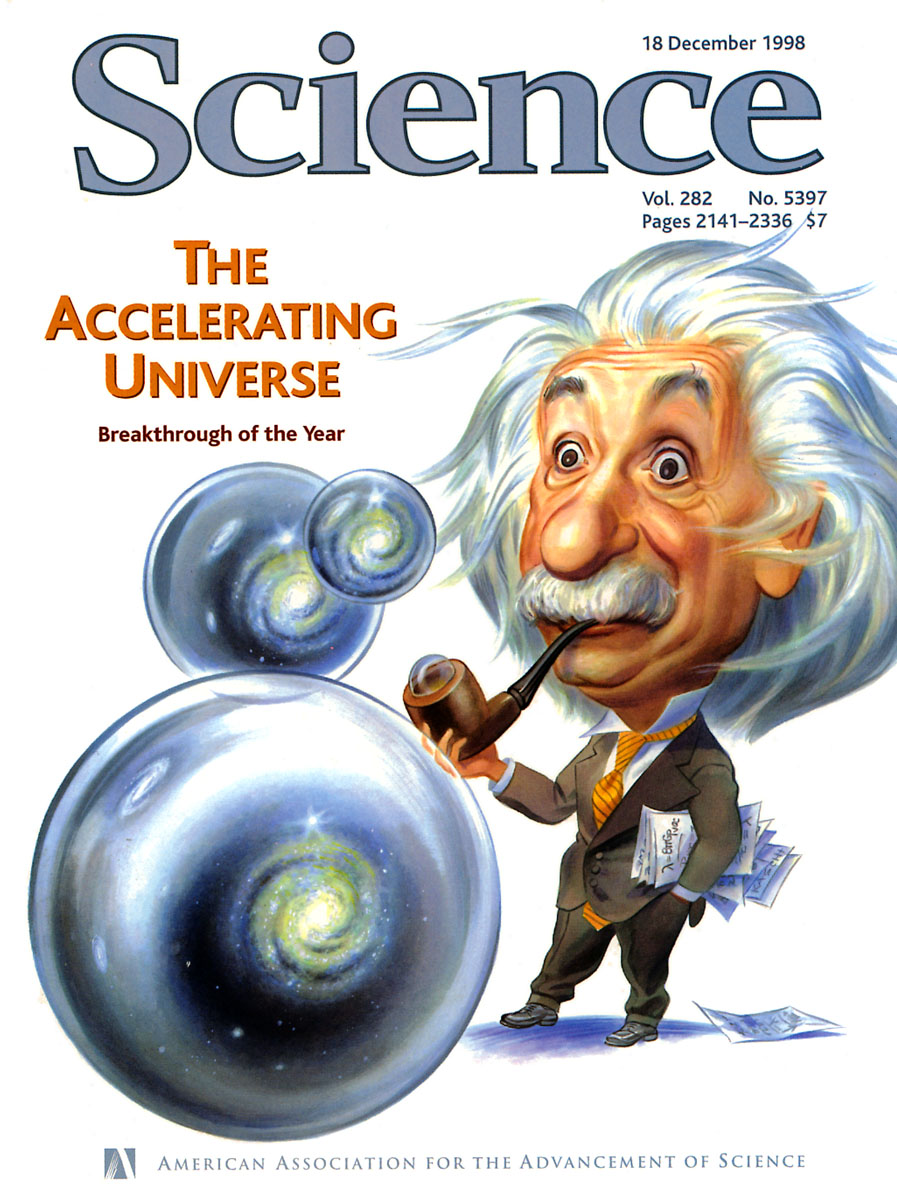 18 December 1998
Science
Vol. 282 No. 5397
Pages 2141–2336 $7
THE
ACCELERATING
UNIVERSE
Breakthrough of the Year
AMERICAN ASSOCIATION FOR THE ADVANCEMENT OF SCIENCE